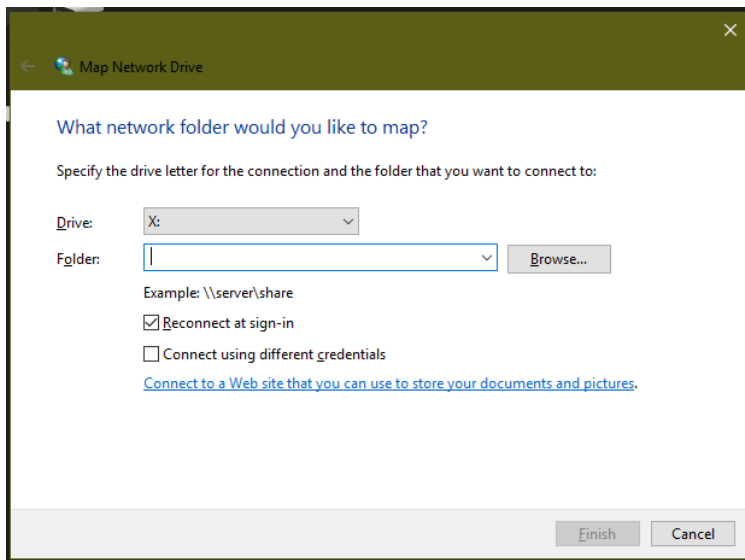 Map Network Drive
What network folder would you like to map?
Specify the drive letter for the connection and the folder that you want to connect to:
Drive: X:
Folder: Browse...
Example: \\server\share
Reconnect at sign-in
Connect using different credentials
Connect to a Web site that you can use to store your documents and pictures.
Finish Cancel